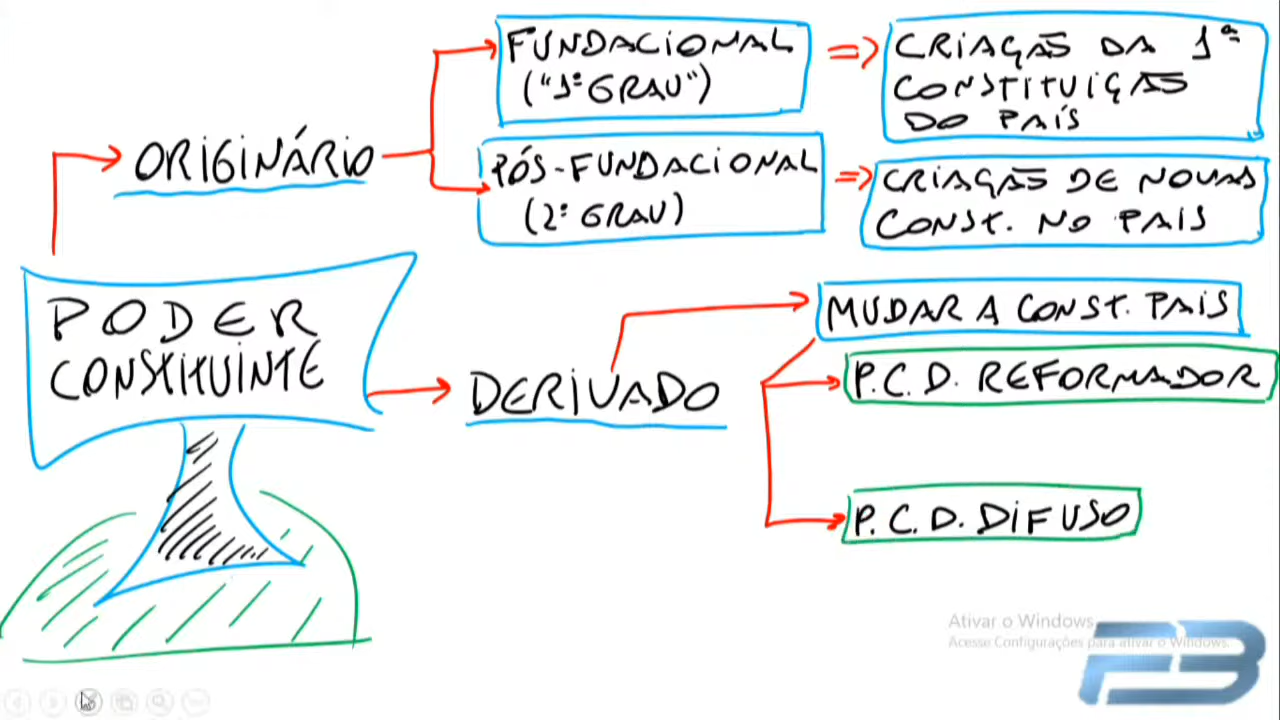 FUNDACIONAL
("1º GRAU")
=> CRIAÇÃO DA 1ª
CONSTITUIÇÃO
DO PAÍS
ORIGINÁRIO
PÓS-FUNDACIONAL
(2º GRAU)
=> CRIAÇÃO DE NOVAS
CONST. NO PAÍS
PODER
CONSTITUINTE
DERIVADO
MUDAR A CONST. PAÍS
P.C.D. REFORMADOR
P.C.D. DIFUSO
Ativar o Windows
Acesse Configurações para ativar o Windows.
PB